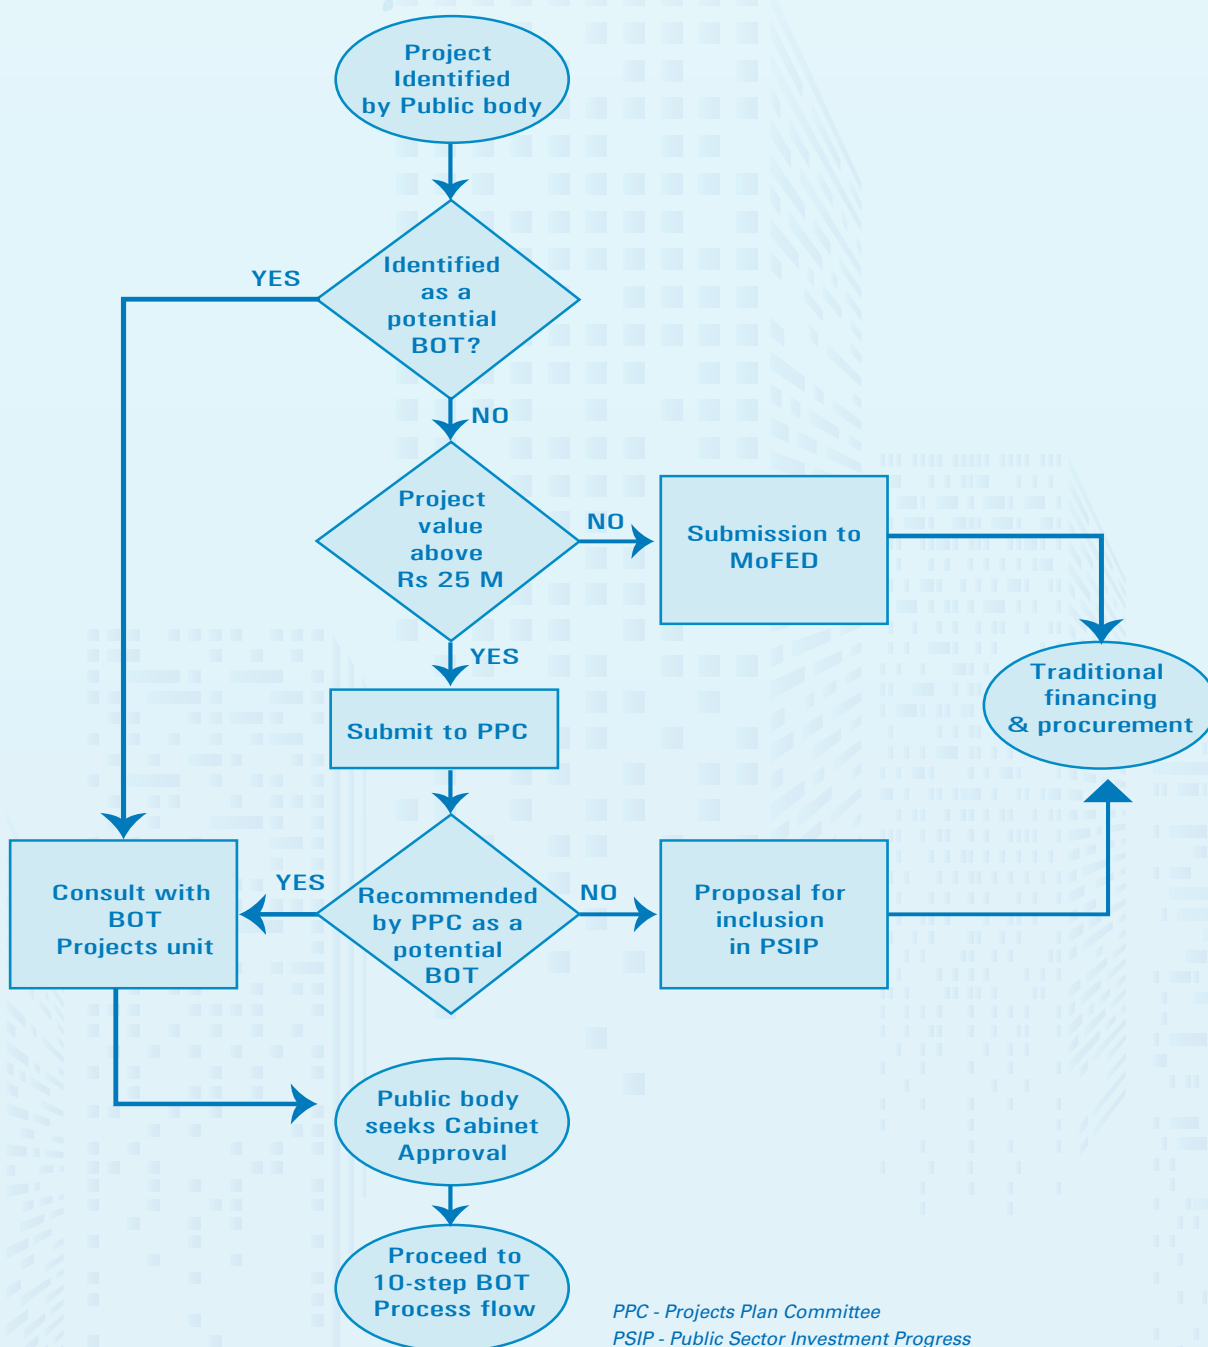 Project
Identified
by Public body
YES
Identified
as a
potential
BOT?
NO
Project
value
above
Rs 25 M
NO
Submission to
MoFED
YES
Traditional
financing
& procurement
Submit to PPC
Consult with
BOT
Projects unit
YES
Recommended
by PPC as a
potential
BOT
NO
Proposal for
inclusion
in PSIP
Public body
seeks Cabinet
Approval
Proceed to
10-step BOT
Process flow
PPC - Projects Plan Committee
PSIP - Public Sector Investment Progress